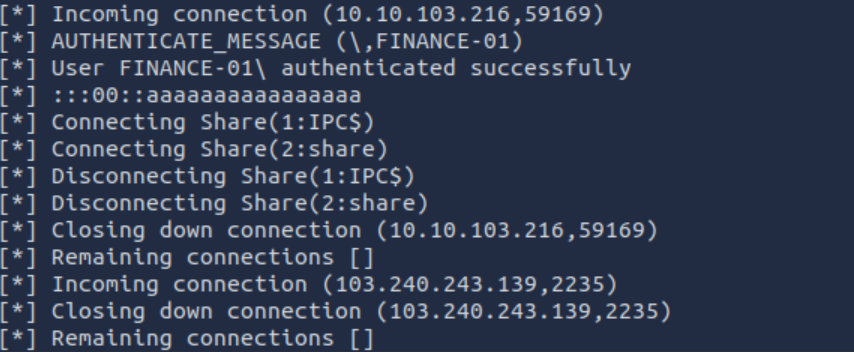 [*] Incoming connection (10.10.103.216,59169)
[*] AUTHENTICATE_MESSAGE (\,FINANCE-01)
[*] User FINANCE-01\ authenticated successfully
[*] :::00::aaaaaaaaaaaaaaaa
[*] Connecting Share(1:IPC$)
[*] Connecting Share(2:share)
[*] Disconnecting Share(1:IPC$)
[*] Disconnecting Share(2:share)
[*] Closing down connection (10.10.103.216,59169)
[*] Remaining connections []
[*] Incoming connection (103.240.243.139,2235)
[*] Closing down connection (103.240.243.139,2235)
[*] Remaining connections []